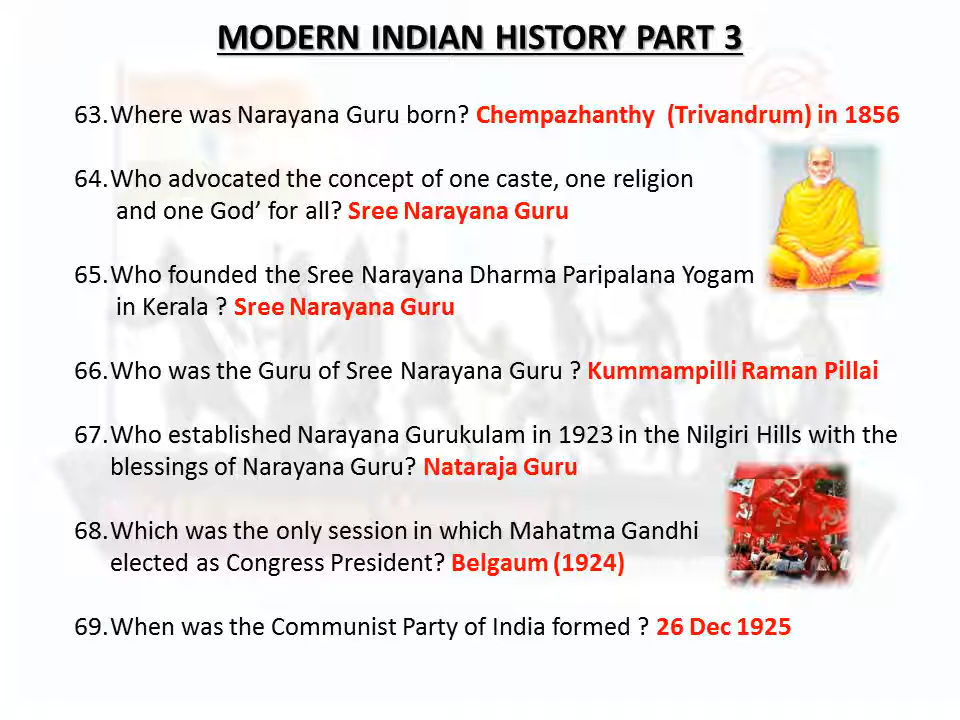 MODERN INDIAN HISTORY PART 3
63.Where was Narayana Guru born? Chempazhanthy (Trivandrum) in 1856
64.Who advocated the concept of one caste, one religion
and one God’ for all? Sree Narayana Guru
65.Who founded the Sree Narayana Dharma Paripalana Yogam
in Kerala ? Sree Narayana Guru
66.Who was the Guru of Sree Narayana Guru ? Kummampilli Raman Pillai
67.Who established Narayana Gurukulam in 1923 in the Nilgiri Hills with the
blessings of Narayana Guru? Nataraja Guru
68.Which was the only session in which Mahatma Gandhi
elected as Congress President? Belgaum (1924)
69.When was the Communist Party of India formed ? 26 Dec 1925